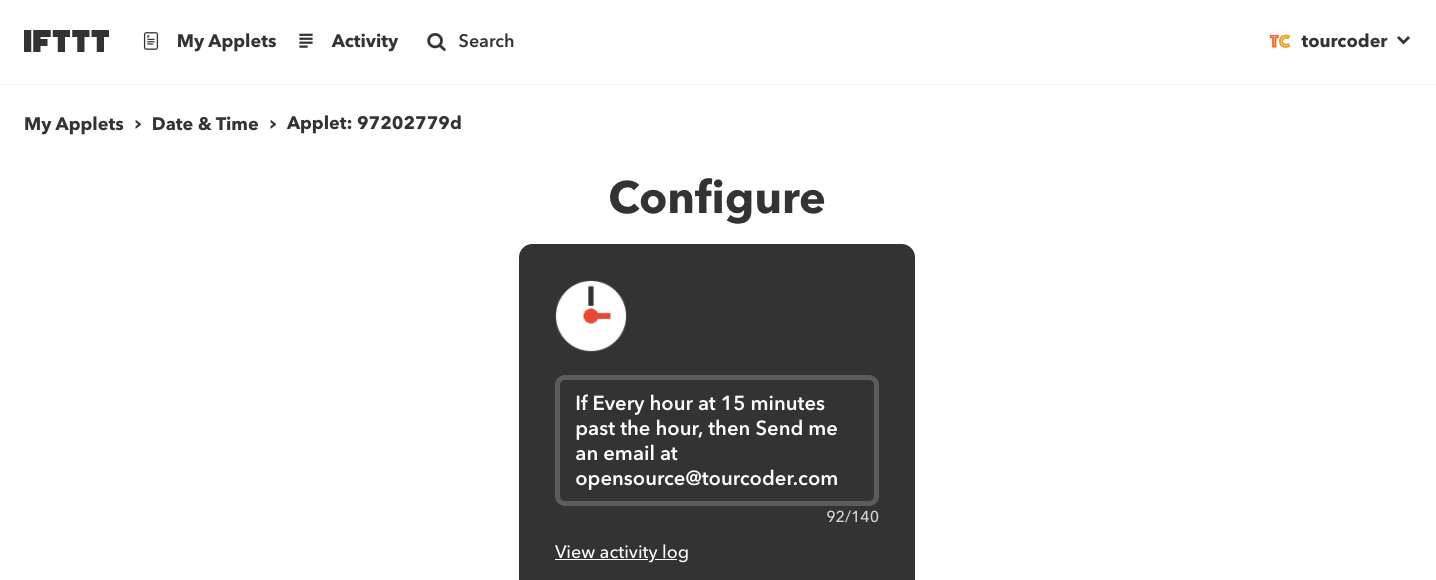 IFTTT My Applets Activity Search TC tourcoder
My Applets > Date & Time > Applet: 97202779d
Configure
If Every hour at 15 minutes
past the hour, then Send me
an email at
opensource@tourcoder.com
92/140
View activity log